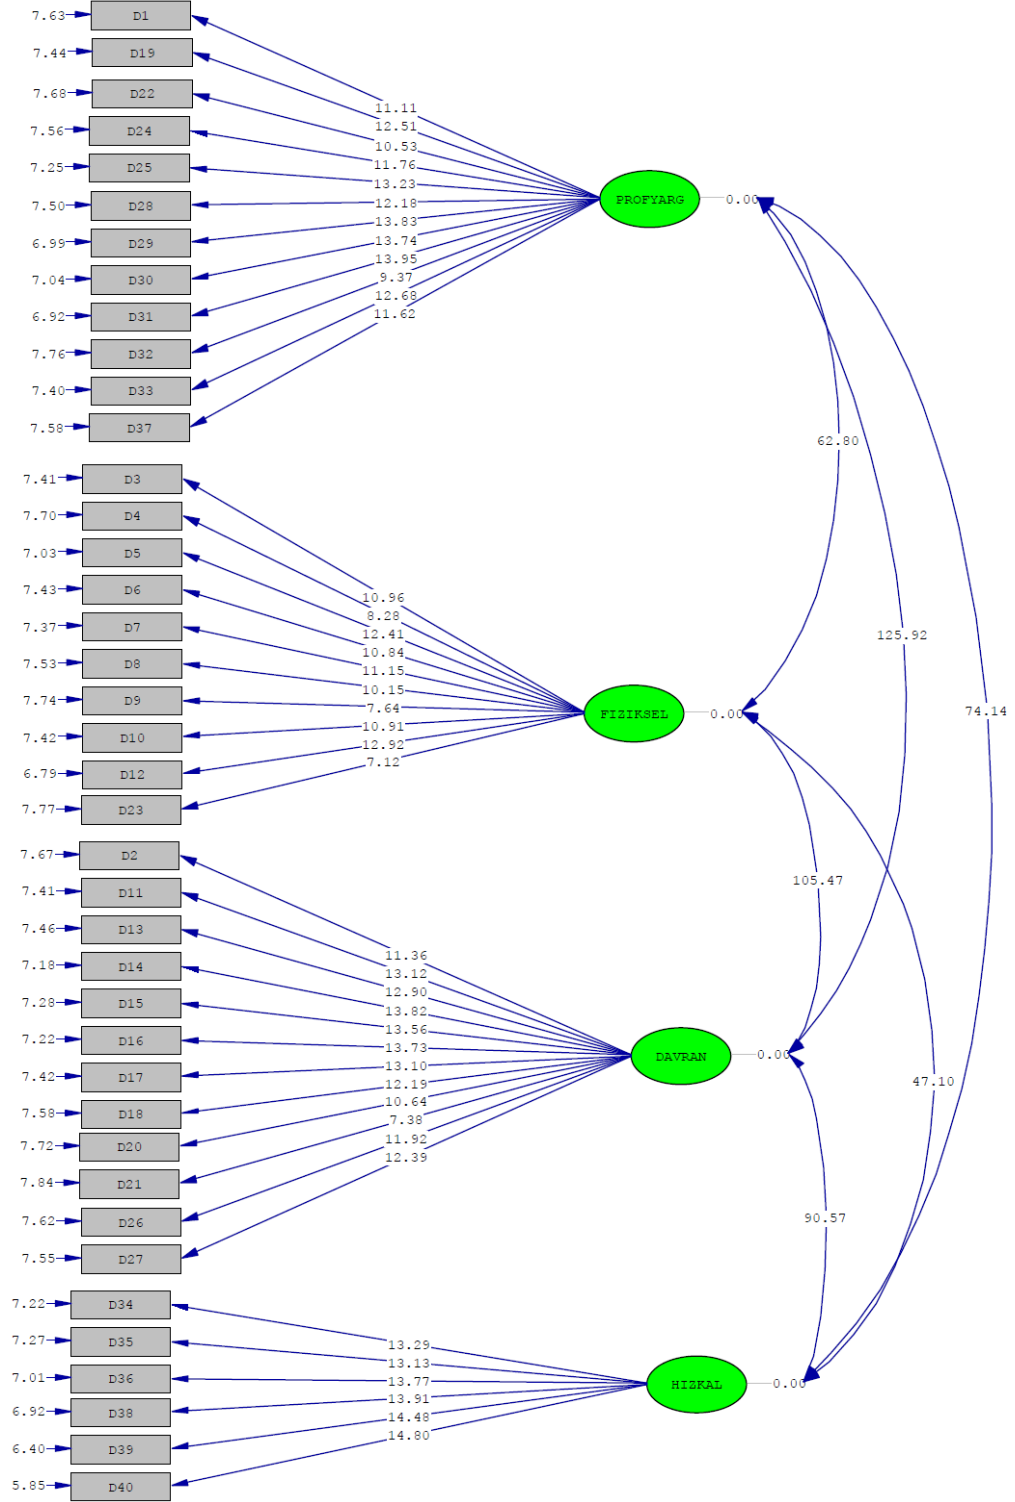 7.63 D1
7.44 D19
7.68 D22
7.56 D24
7.25 D25
7.50 D28
6.99 D29
7.04 D30
6.92 D31
7.76 D32
7.40 D33
7.58 D37
11.11
12.51
10.53
11.76
13.23
12.18
13.83
13.74
13.95
9.37
12.68
11.62
PROFYARG 0.00
62.80
125.92
74.14
7.41 D3
7.70 D4
7.03 D5
7.43 D6
7.37 D7
7.53 D8
7.74 D9
7.42 D10
6.79 D12
7.77 D23
10.96
8.28
12.41
10.84
11.15
10.15
7.64
10.91
12.92
7.12
FIZIKSEL 0.00
105.47
47.10
7.67 D2
7.41 D11
7.46 D13
7.18 D14
7.28 D15
7.22 D16
7.42 D17
7.58 D18
7.72 D20
7.84 D21
7.62 D26
7.55 D27
11.36
13.12
12.90
13.82
13.56
13.73
13.10
12.19
10.64
7.38
11.92
12.39
DAVRAN 0.00
90.57
7.22 D34
7.27 D35
7.01 D36
6.92 D38
6.40 D39
5.85 D40
13.29
13.13
13.77
13.91
14.48
14.80
HIZKAL 0.00